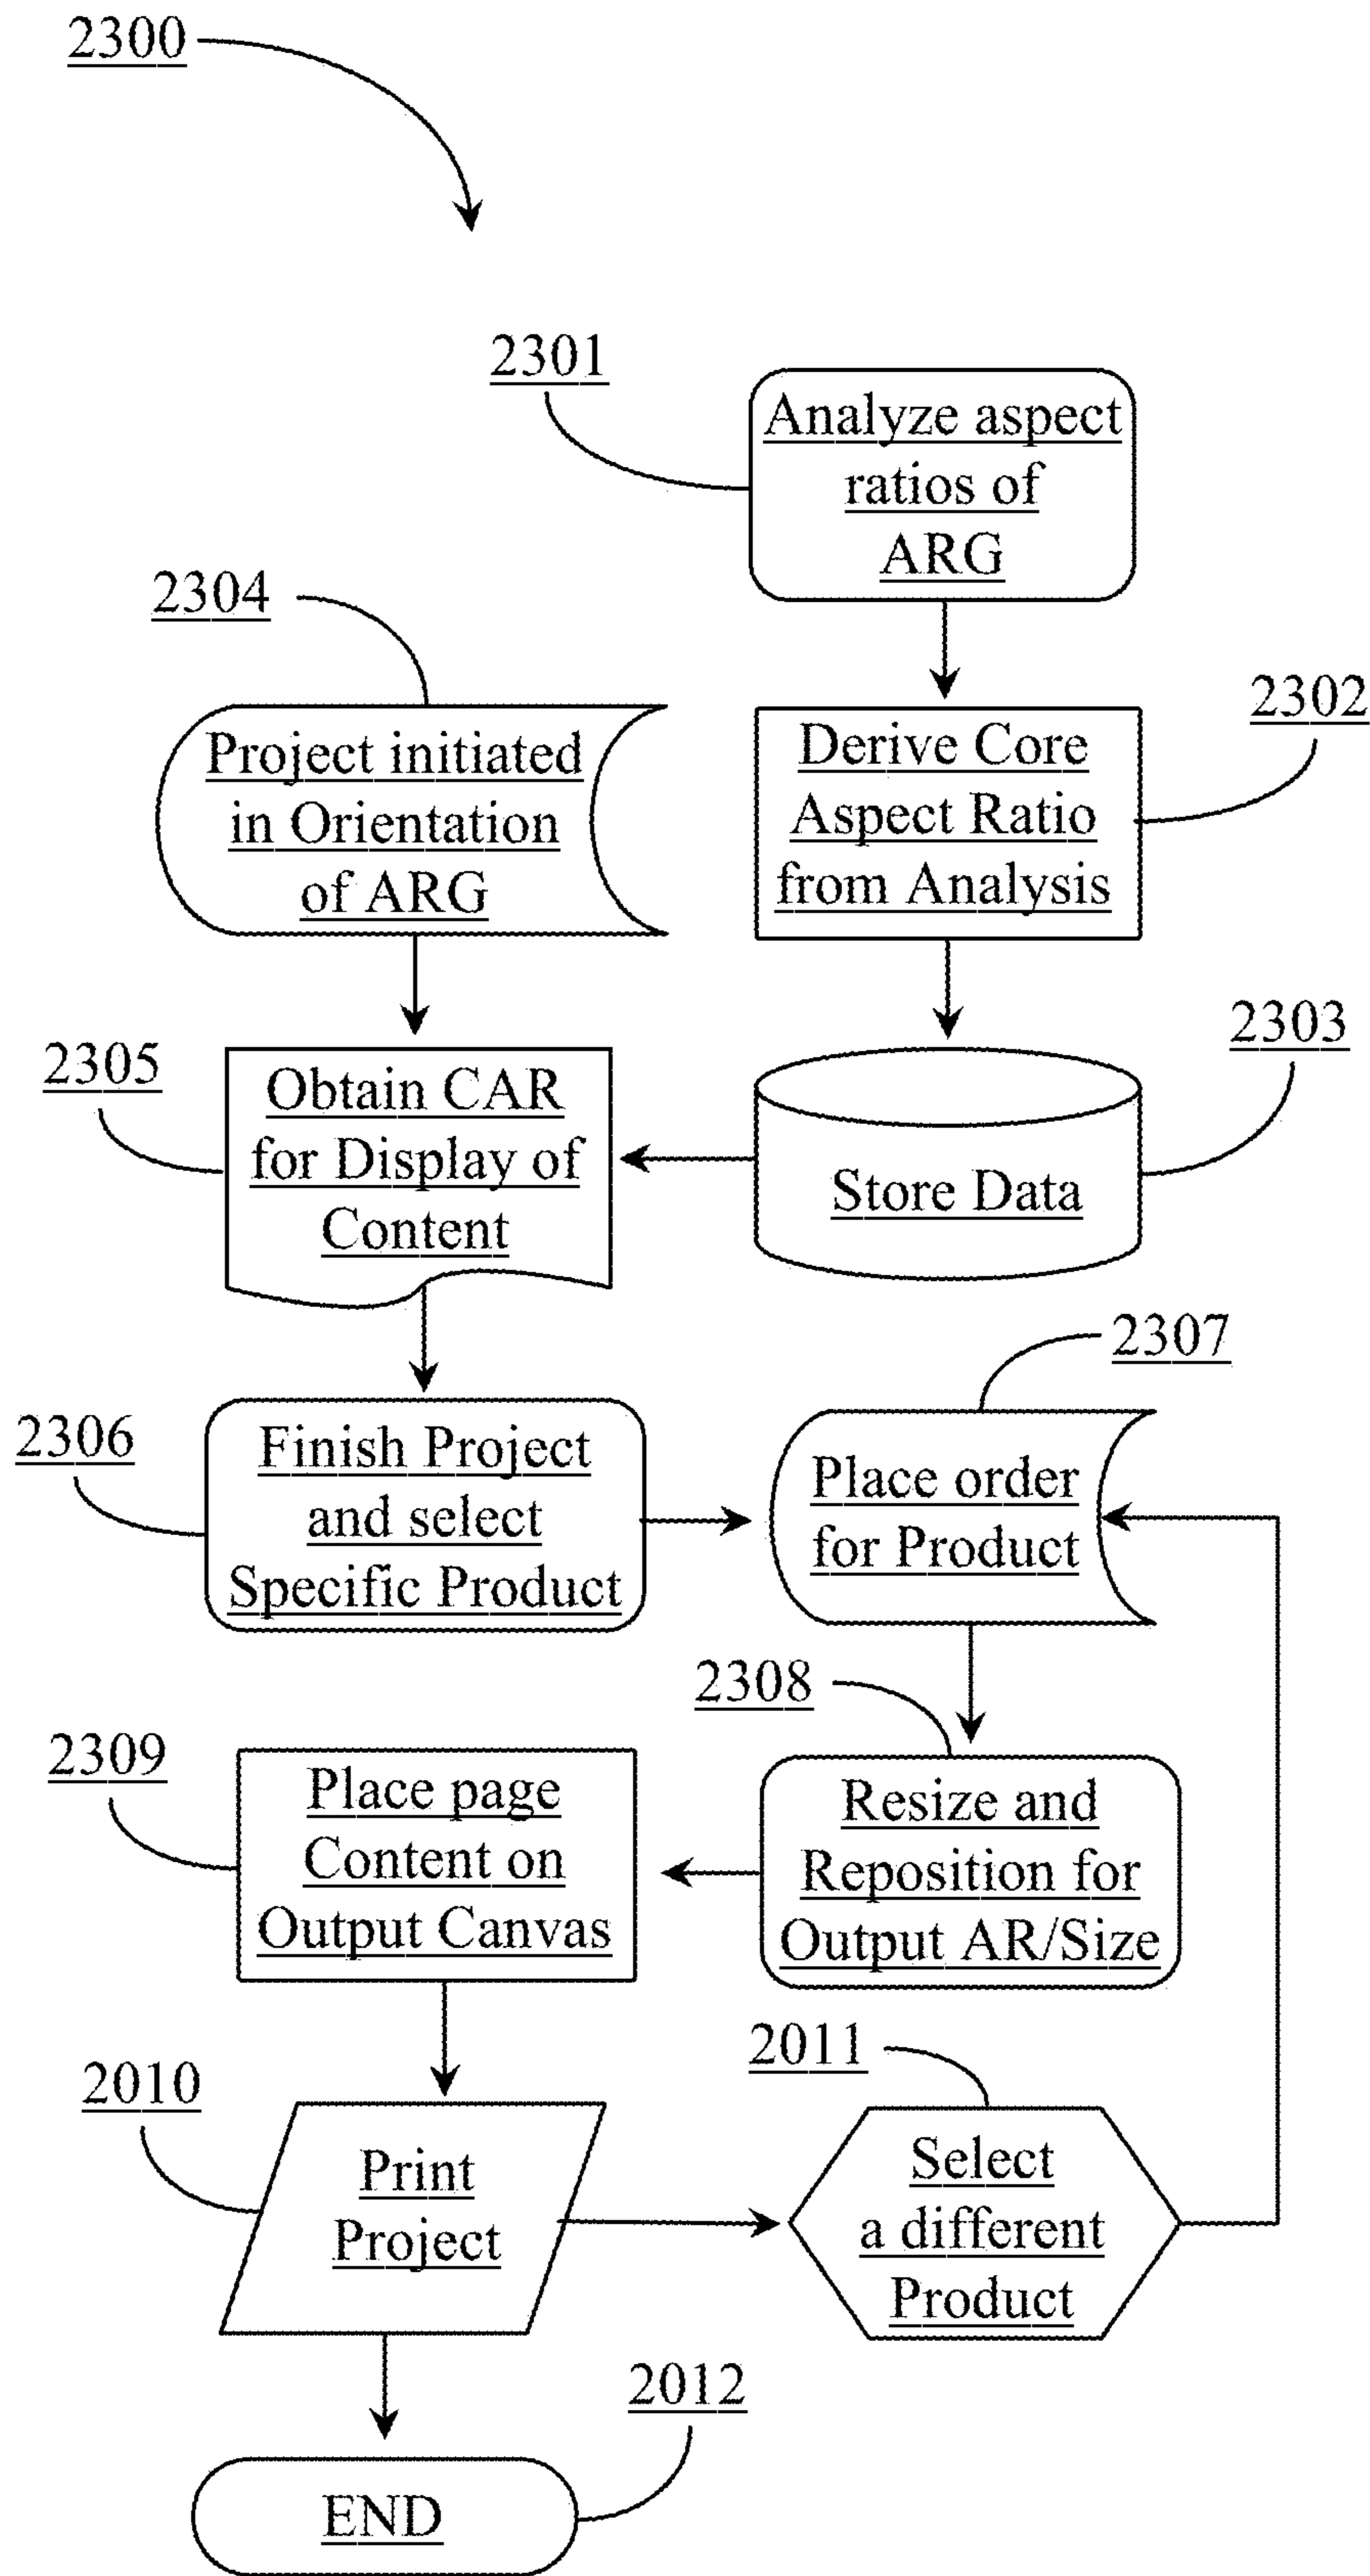 2300
2301
Analyze aspect
ratios of
ARG
2304
Project initiated
in Orientation
of ARG
2302
Derive Core
Aspect Ratio
from Analysis
2305
Obtain CAR
for Display of
Content
2303
Store Data
2306
Finish Project
and select
Specific Product
2307
Place order
for Product
2308
Resize and
Reposition for
Output AR/Size
2309
Place page
Content on
Output Canvas
2010
Print
Project
2011
Select
a different
Product
2012
END